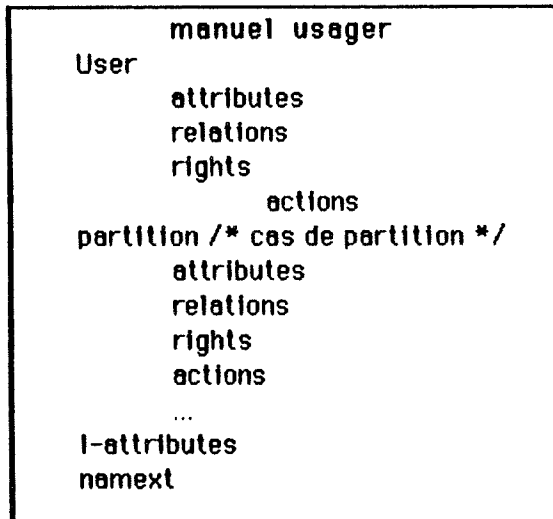 manuel usager
User
attributes
relations
rights
actions
partition /* cas de partition */
attributes
relations
rights
actions
...
I-attributes
namext